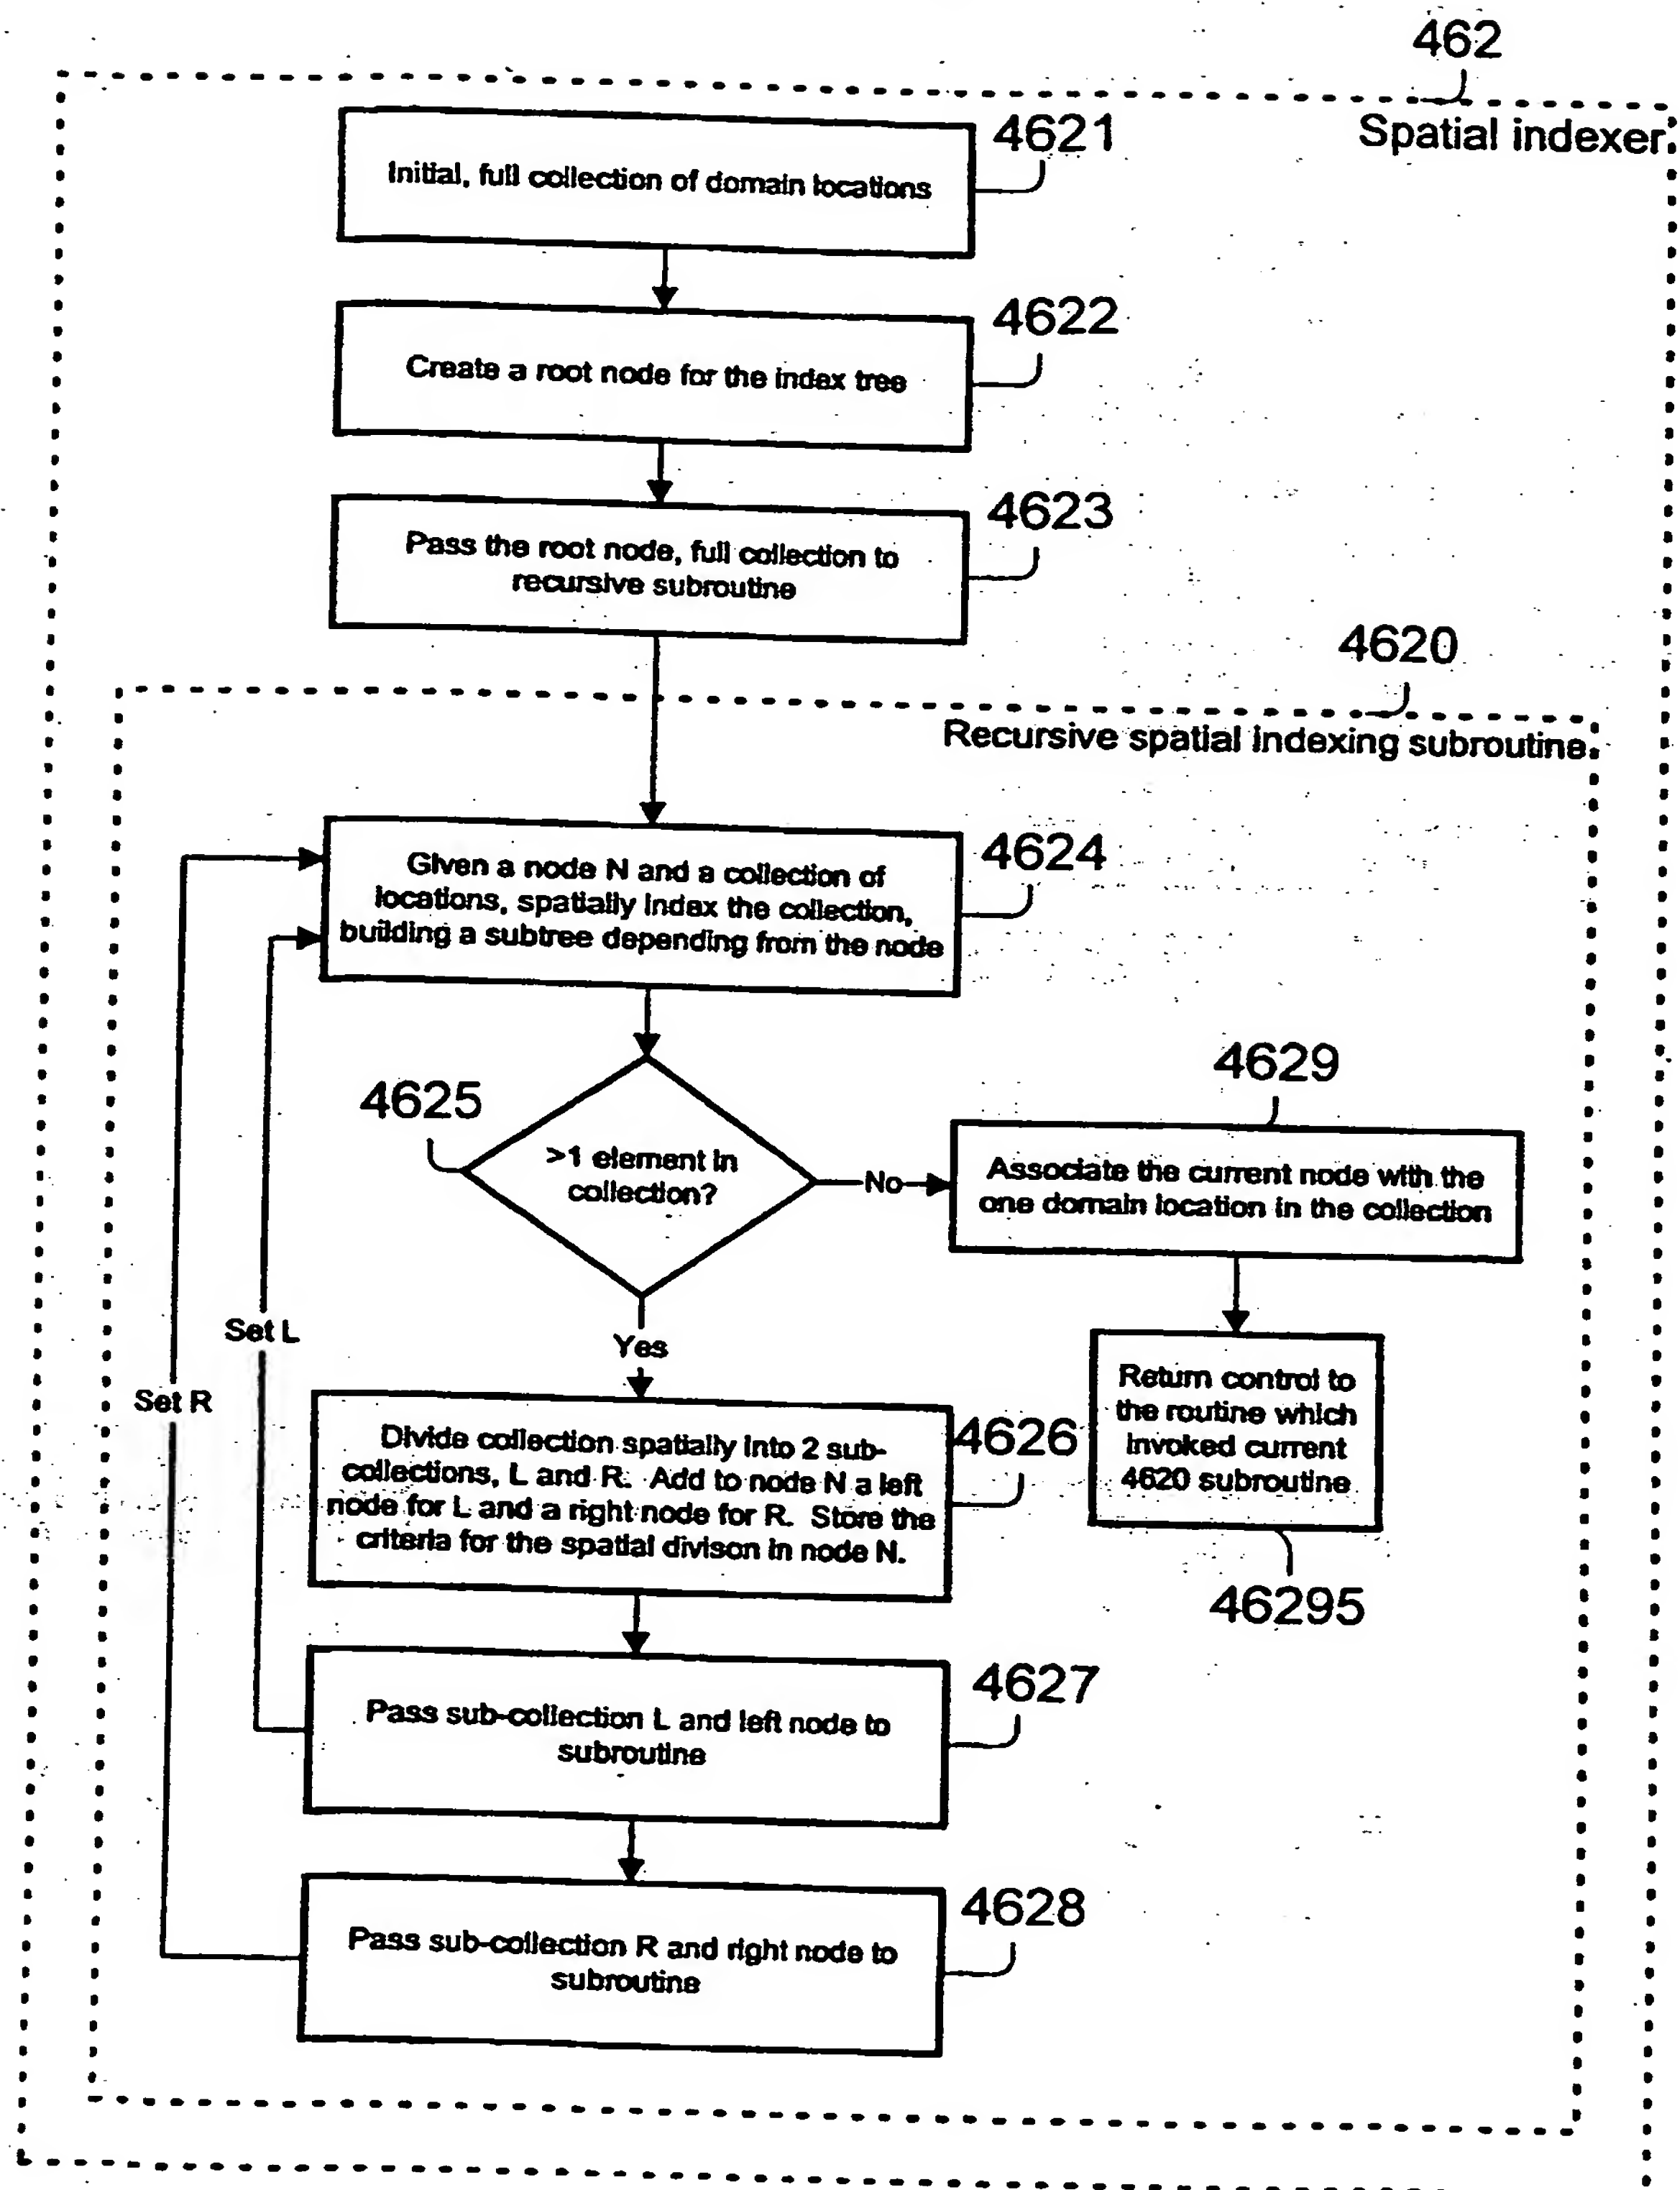 462
Spatial indexer
4621
Initial, full collection of domain locations
4622
Create a root node for the index tree
4623
Pass the root node, full collection to
recursive subroutine
4620
Recursive spatial indexing subroutine
4624
Given a node N and a collection of
locations, spatially index the collection,
building a subtree depending from the node
4625
>1 element in
collection?
No
4629
Associate the current node with the
one domain location in the collection
Yes
Set L
Set R
Return control to
the routine which
invoked current
4620 subroutine
46295
4626
Divide collection spatially into 2 sub-
collections, L and R. Add to node N a left
node for L and a right node for R. Store the
criteria for the spatial divison in node N.
4627
Pass sub-collection L and left node to
subroutine
4628
Pass sub-collection R and right node to
subroutine